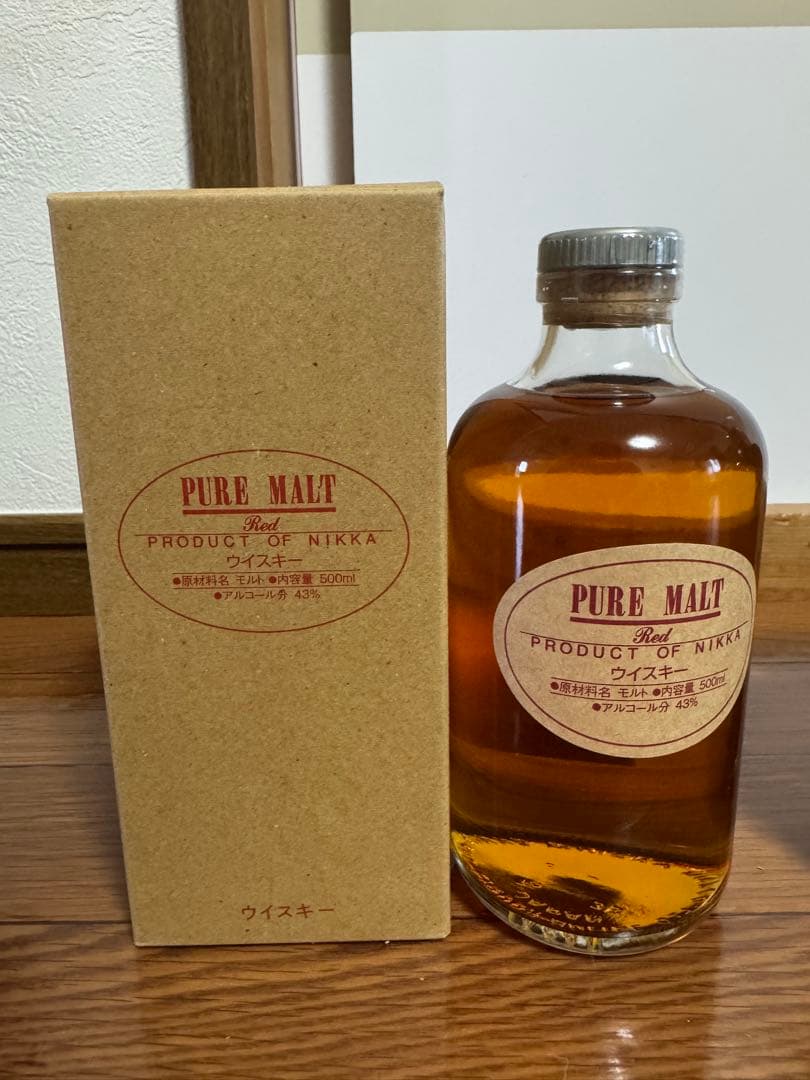 PURE MALT
Red
PRODUCT OF NIKKA
ウイスキー
●原材料名 モルト ●内容量 500ml
●アルコール分 43%
ウイスキー
PURE MALT
Red
PRODUCT OF NIKKA
ウイスキー
●原材料名 モルト ●内容量 500ml
●アルコール分 43%